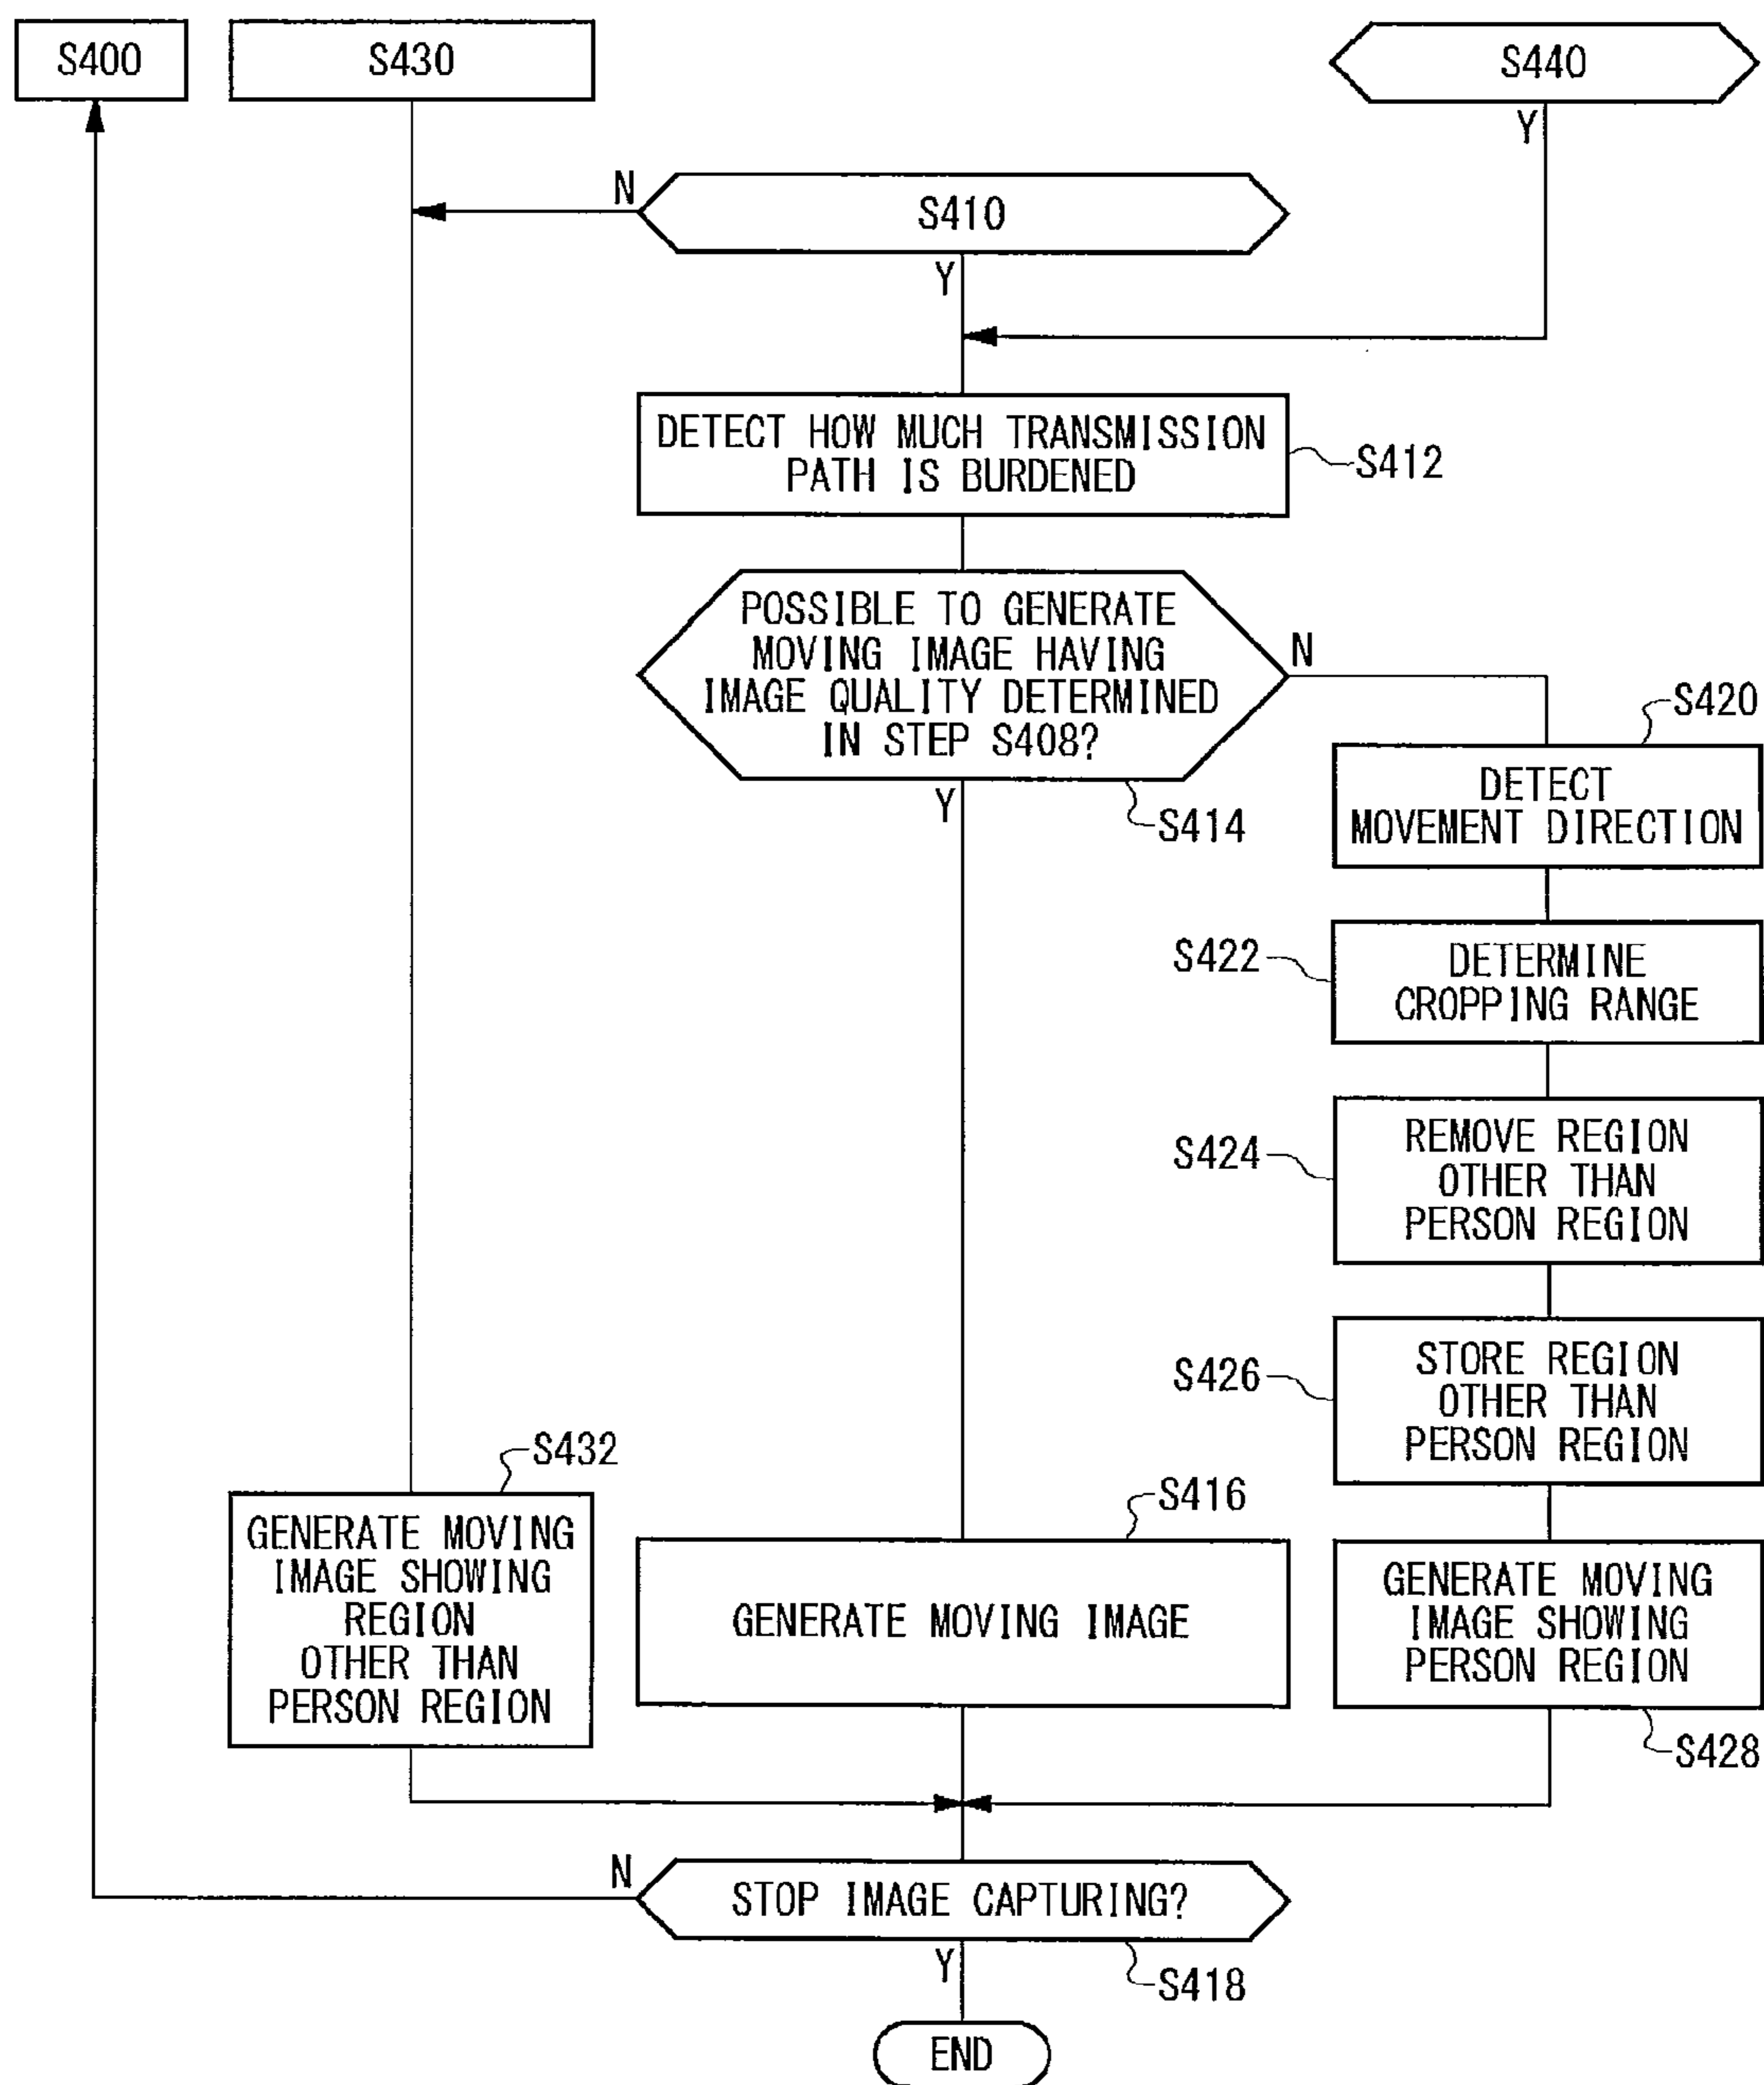 S400
S430
S440
Y
N
S410
Y
DETECT HOW MUCH TRANSMISSION
PATH IS BURDENED
S412
POSSIBLE TO GENERATE
MOVING IMAGE HAVING
IMAGE QUALITY DETERMINED
IN STEP S408?
N
Y
S414
S420
DETECT
MOVEMENT DIRECTION
S422
DETERMINE
CROPPING RANGE
S424
REMOVE REGION
OTHER THAN
PERSON REGION
S426
STORE REGION
OTHER THAN
PERSON REGION
S432
GENERATE MOVING
IMAGE SHOWING
REGION
OTHER THAN
PERSON REGION
S416
GENERATE MOVING IMAGE
GENERATE MOVING
IMAGE SHOWING
PERSON REGION
S428
N
STOP IMAGE CAPTURING?
Y
S418
END